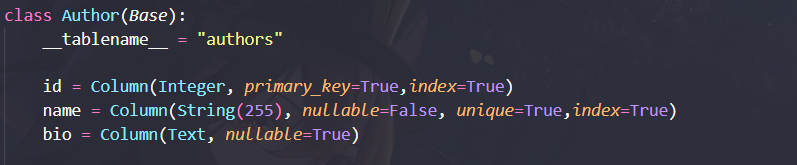 class Author(Base):
    __tablename__ = "authors"

    id = Column(Integer, primary_key=True,index=True)
    name = Column(String(255), nullable=False, unique=True,index=True)
    bio = Column(Text, nullable=True)